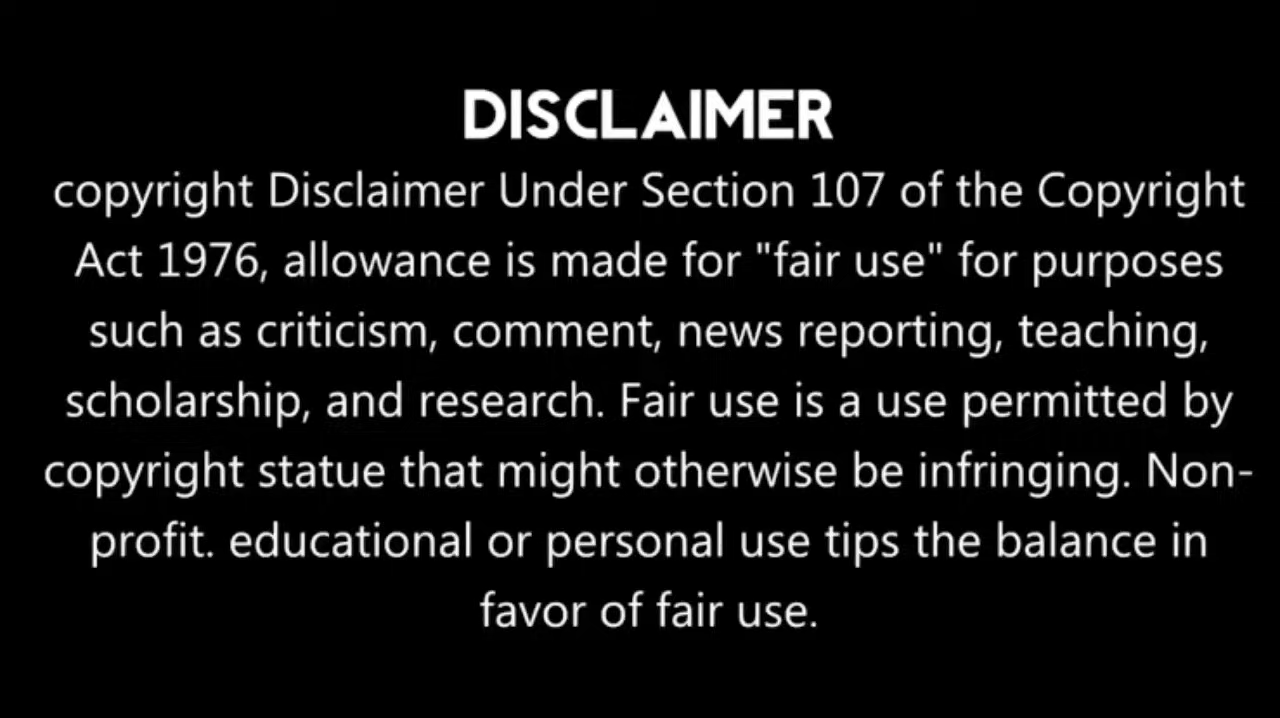 DISCLAIMER
copyright Disclaimer Under Section 107 of the Copyright
Act 1976, allowance is made for "fair use" for purposes
such as criticism, comment, news reporting, teaching,
scholarship, and research. Fair use is a use permitted by
copyright statue that might otherwise be infringing. Non-
profit. educational or personal use tips the balance in
favor of fair use.